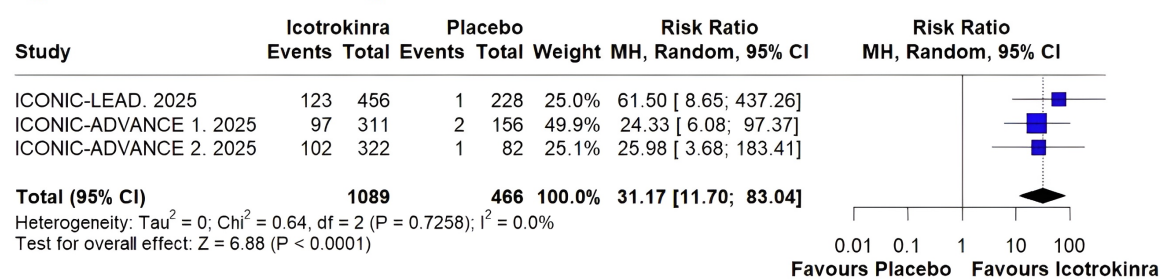 Icotrokinra Placebo Risk Ratio Risk Ratio
Study Events Total Events Total Weight MH, Random, 95% CI MH, Random, 95% CI
ICONIC-LEAD. 2025 123 456 1 228 25.0% 61.50 [ 8.65; 437.26]
ICONIC-ADVANCE 1. 2025 97 311 2 156 49.9% 24.33 [ 6.08; 97.37]
ICONIC-ADVANCE 2. 2025 102 322 1 82 25.1% 25.98 [ 3.68; 183.41]
Total (95% CI) 1089 466 100.0% 31.17 [11.70; 83.04]
Heterogeneity: Tau² = 0; Chi² = 0.64, df = 2 (P = 0.7258); I² = 0.0%
Test for overall effect: Z = 6.88 (P < 0.0001)
0.01 0.1 1 10 100
Favours Placebo Favours Icotrokinra